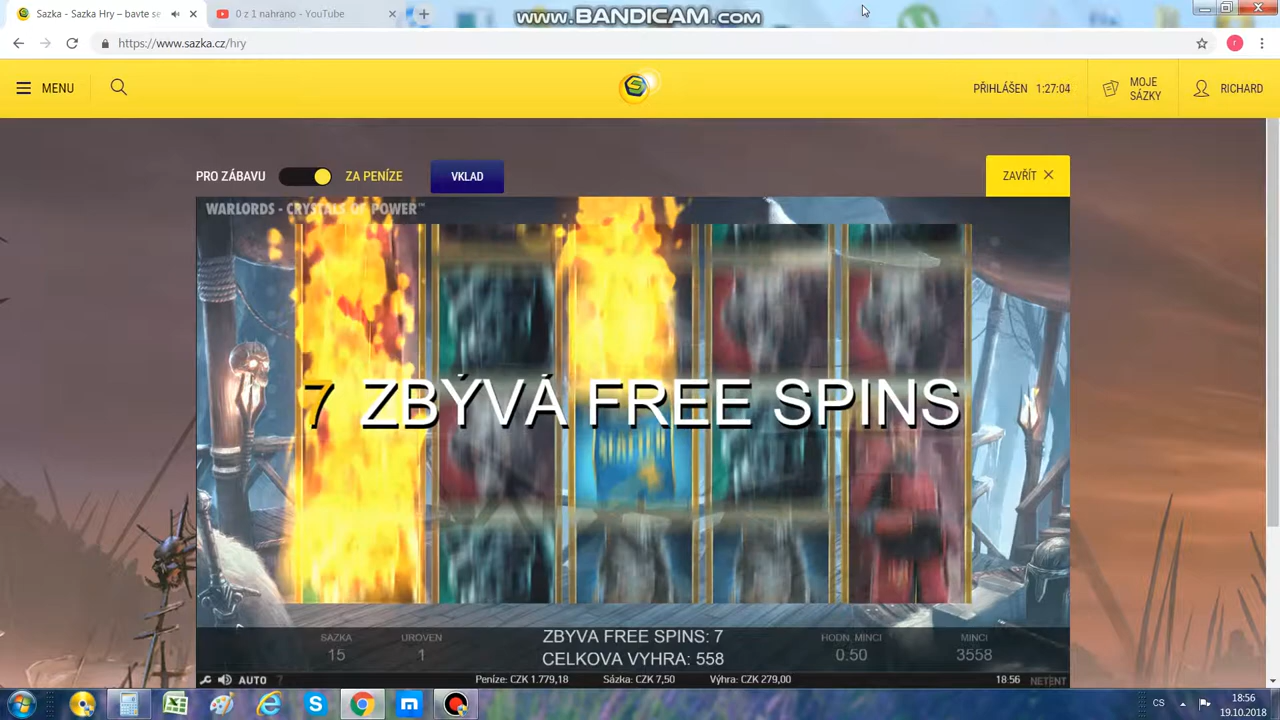 Sazka - Sazka Hry – bavte se
0 z 1 nahráno - YouTube
www.BANDICAM.com
https://www.sazka.cz/hry
MENU
PŘIHLÁŠEN 1:27:04
MOJE SÁZKY
RICHARD
PRO ZÁBAVU
ZA PENÍZE
VKLAD
ZAVŘÍT
WARLORDS - CRYSTALS OF POWER™
7 ZBÝVÁ FREE SPINS
SAZKA
15
UROVEN
1
ZBYVA FREE SPINS: 7
CELKOVA VYHRA: 558
HODN. MINCI
0.50
MINCI
3558
AUTO ?
Peníze: CZK 1.779,18
Sázka: CZK 7,50
Výhra: CZK 279,00
18:56
NETENT
CS
18:56
19.10.2018